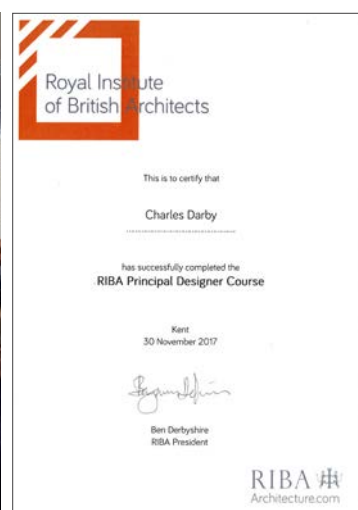 Royal Institute
of British Architects
This is to certify that
Charles Darby
has successfully completed the
RIBA Principal Designer Course
Kent
30 November 2017
Ben Derbyshire
RIBA President
RIBA
Architecture.com